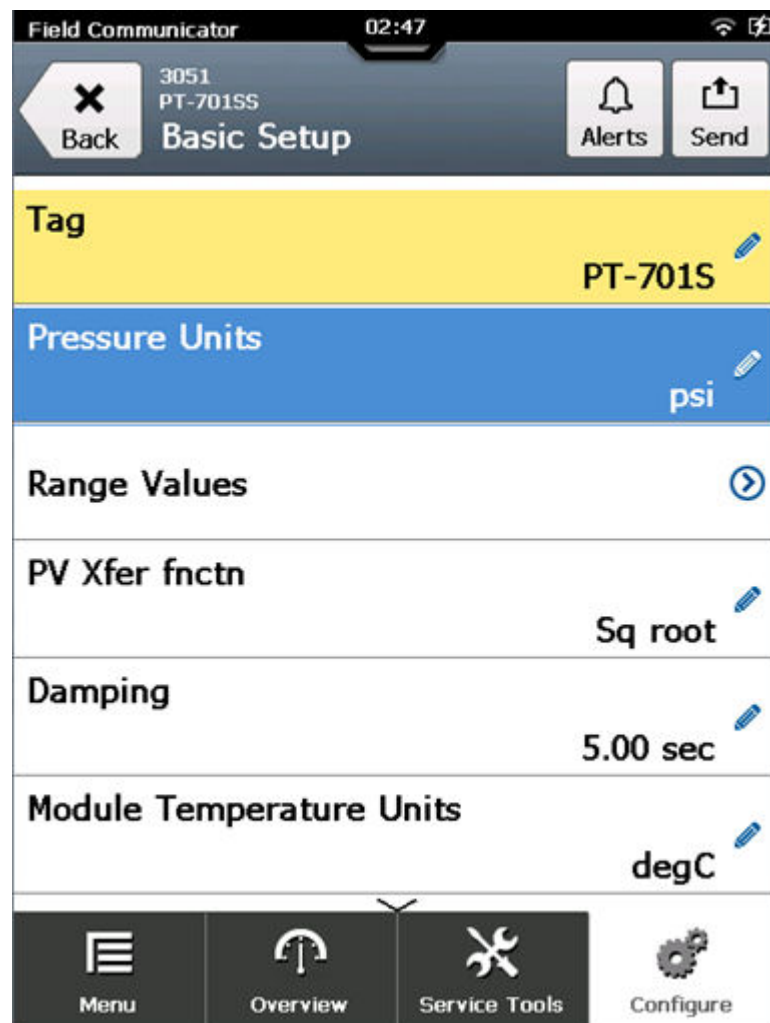 Field Communicator 02:47
3051
PT-701SS
Basic Setup
Back
Alerts
Send
Tag
PT-701S
Pressure Units
psi
Range Values
PV Xfer fnctn
Sq root
Damping
5.00 sec
Module Temperature Units
degC
Menu
Overview
Service Tools
Configure